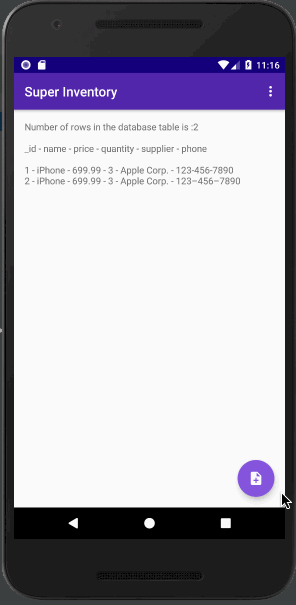 11:16
Super Inventory
Number of rows in the database table is :2
_id - name - price - quantity - supplier - phone
1 - iPhone - 699.99 - 3 - Apple Corp. - 123-456-7890
2 - iPhone - 699.99 - 3 - Apple Corp. - 123–456–7890